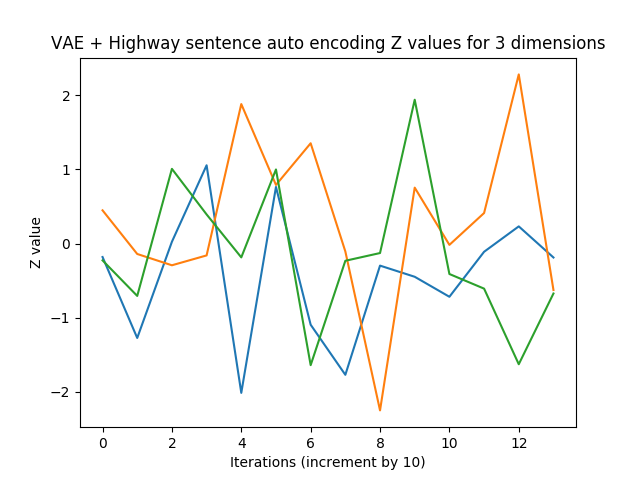 VAE + Highway sentence auto encoding Z values for 3 dimensions
2
1
0
−1
−2
Z value
0 2 4 6 8 10 12
Iterations (increment by 10)